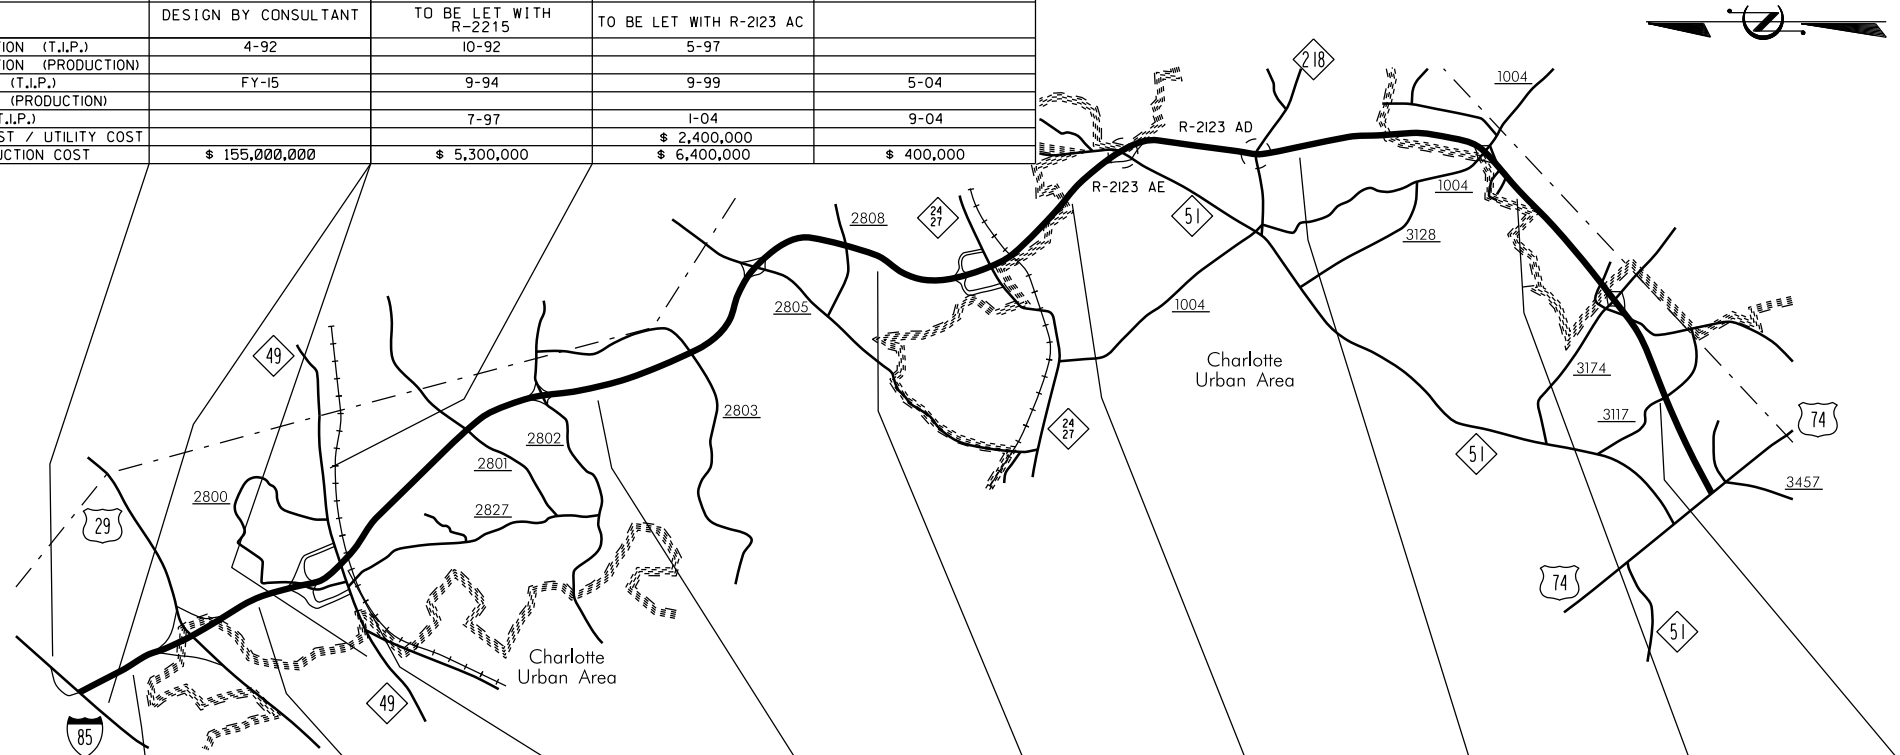 DESIGN BY CONSULTANT
TO BE LET WITH
R-2215
TO BE LET WITH R-2123 AC
(T.I.P.) 4-92 10-92 5-97
(PRODUCTION)
(T.I.P.) FY-15 9-94 9-99 5-04
(PRODUCTION)
7-97 1-04 9-04
/ UTILITY COST $ 2,400,000
COST $ 155,000,000 $ 5,300,000 $ 6,400,000 $ 400,000
218
1004
R-2123 AD
R-2123 AE
1004
51
2808
24
27
3128
2805
1004
49
Charlotte
Urban Area
3174
2803
3117
74
24
27
2802
51
2801
3457
2800
2827
29
74
51
Charlotte
Urban Area
49
85